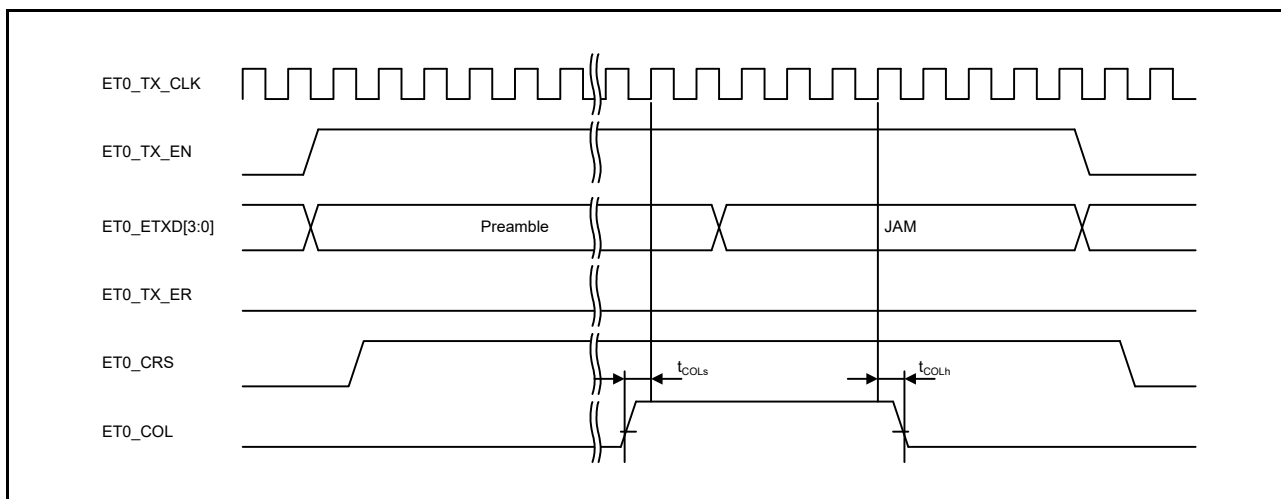 ET0_TX_CLK
ET0_TX_EN
ET0_ETXD[3:0]
Preamble
JAM
ET0_TX_ER
ET0_CRS
tCOLs
tCOLh
ET0_COL